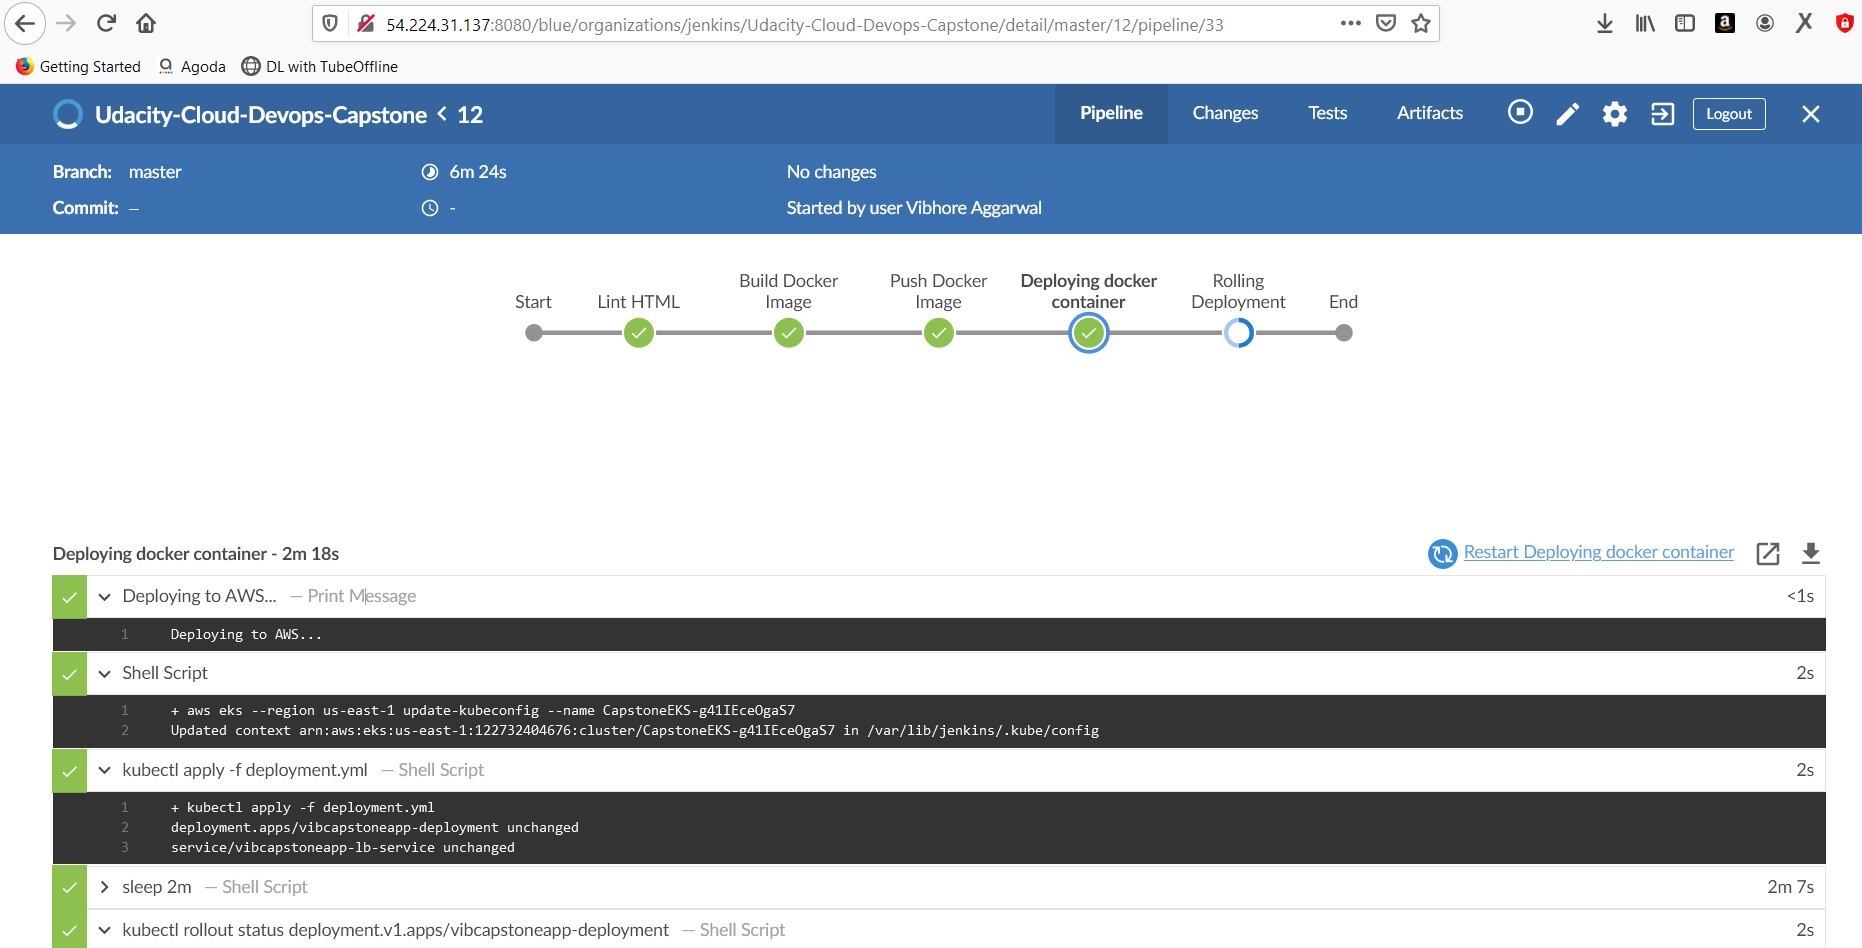 54.224.31.137:8080/blue/organizations/jenkins/Udacity-Cloud-Devops-Capstone/detail/master/12/pipeline/33
Getting Started Agoda DL with TubeOffline
Udacity-Cloud-Devops-Capstone < 12 Pipeline Changes Tests Artifacts Logout
Branch: master 6m 24s No changes
Commit: – - Started by user Vibhore Aggarwal
Start Lint HTML Build Docker Image Push Docker Image Deploying docker container Rolling Deployment End
Deploying docker container - 2m 18s Restart Deploying docker container
Deploying to AWS... — Print Message <1s
1 Deploying to AWS...
Shell Script 2s
1 + aws eks --region us-east-1 update-kubeconfig --name CapstoneEKS-g41IEceOgaS7
2 Updated context arn:aws:eks:us-east-1:122732404676:cluster/CapstoneEKS-g41IEceOgaS7 in /var/lib/jenkins/.kube/config
kubectl apply -f deployment.yml — Shell Script 2s
1 + kubectl apply -f deployment.yml
2 deployment.apps/vibcapstoneapp-deployment unchanged
3 service/vibcapstoneapp-lb-service unchanged
sleep 2m — Shell Script 2m 7s
kubectl rollout status deployment.v1.apps/vibcapstoneapp-deployment — Shell Script 2s